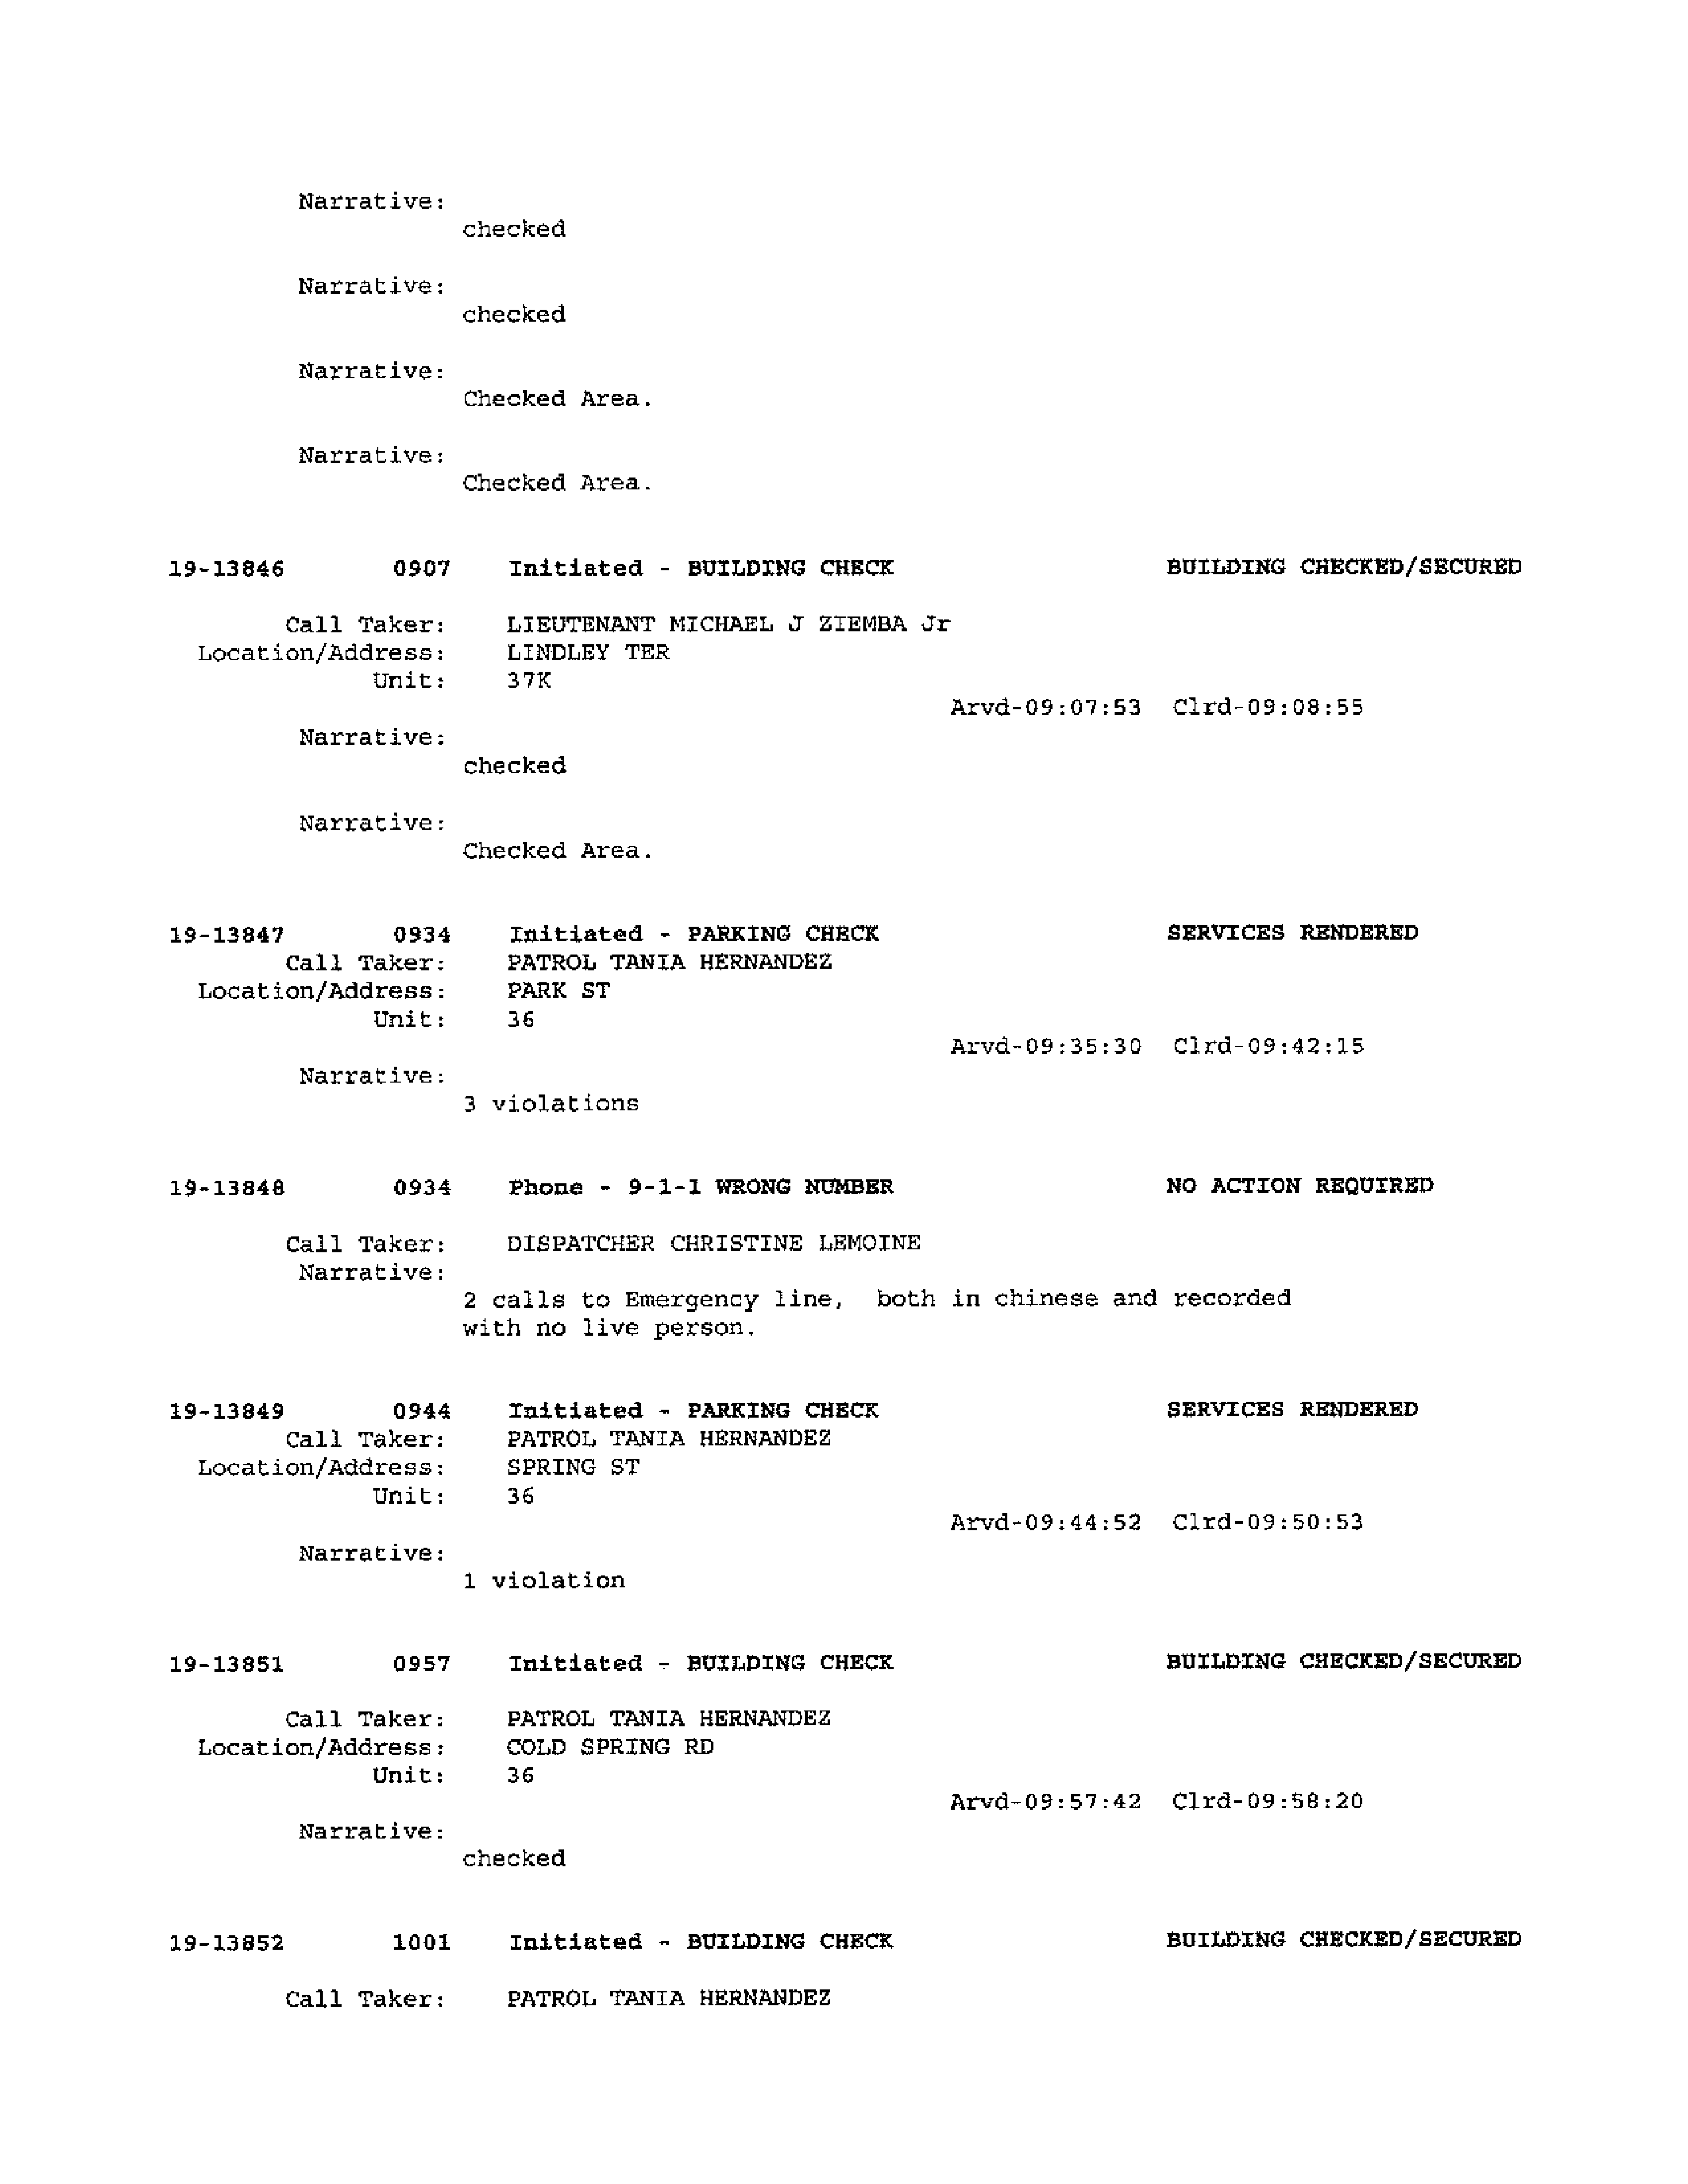 Narrative:
checked
Narrative:
checked
Narrative:
Checked Area.
Narrative:
Checked Area.
19-13846 0907 Initiated - BUILDING CHECK BUILDING CHECKED/SECURED
Call Taker: LIEUTENANT MICHAEL J ZIEMBA Jr
Location/Address: LINDLEY TER
Unit: 37K
Arvd-09:07:53 Clrd-09:08:55
Narrative:
checked
Narrative:
Checked Area.
19-13847 0934 Initiated - PARKING CHECK SERVICES RENDERED
Call Taker: PATROL TANIA HERNANDEZ
Location/Address: PARK ST
Unit: 36
Arvd-09:35:30 Clrd-09:42:15
Narrative:
3 violations
19-13848 0934 Phone - 9-1-1 WRONG NUMBER NO ACTION REQUIRED
Call Taker: DISPATCHER CHRISTINE LEMOINE
Narrative:
2 calls to Emergency line, both in chinese and recorded
with no live person.
19-13849 0944 Initiated - PARKING CHECK SERVICES RENDERED
Call Taker: PATROL TANIA HERNANDEZ
Location/Address: SPRING ST
Unit: 36
Arvd-09:44:52 Clrd-09:50:53
Narrative:
1 violation
19-13851 0957 Initiated - BUILDING CHECK BUILDING CHECKED/SECURED
Call Taker: PATROL TANIA HERNANDEZ
Location/Address: COLD SPRING RD
Unit: 36
Arvd-09:57:42 Clrd-09:58:20
Narrative:
checked
19-13852 1001 Initiated - BUILDING CHECK BUILDING CHECKED/SECURED
Call Taker: PATROL TANIA HERNANDEZ